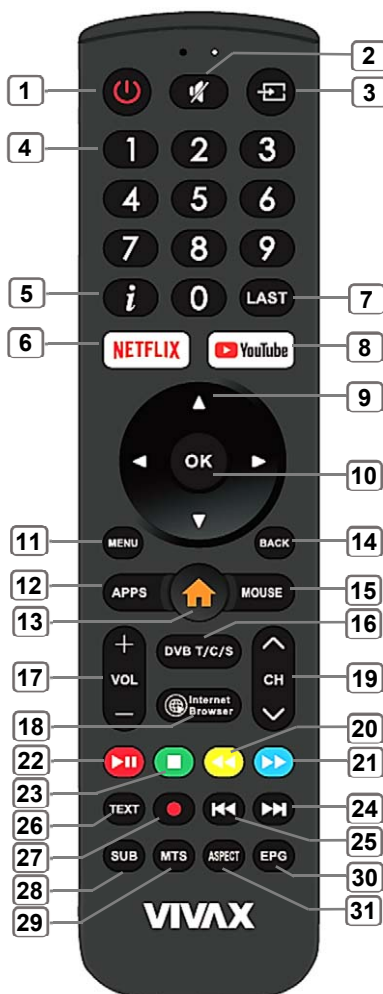 2
1
3
4
1 2 3
4 5 6
7 8 9
5
i 0 LAST
7
6
NETFLIX YouTube
8
9
OK
10
11
MENU BACK
14
12
APPS MOUSE
15
13
16
+
DVB T/C/S
17
VOL CH
19
18
Internet
Browser
−
20
22
21
23
26
TEXT
24
27
25
28
SUB MTS ASPECT EPG
30
29
31
VIVAX